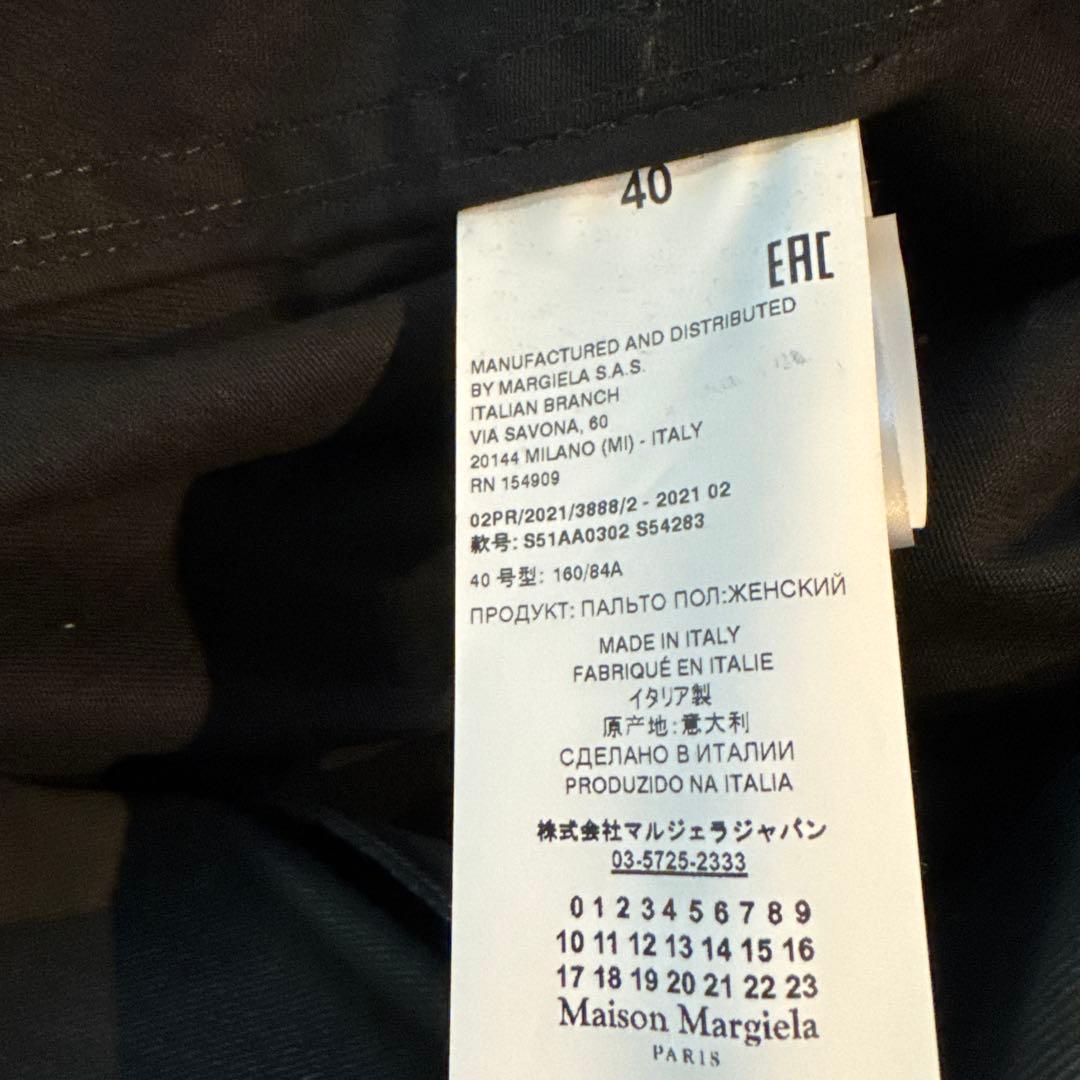 40
EAC
MANUFACTURED AND DISTRIBUTED
BY MARGIELA S.A.S.
ITALIAN BRANCH
VIA SAVONA, 60
20144 MILANO (MI) - ITALY
RN 154909
02PR/2021/3888/2 - 2021 02
款号: S51AA0302 S54283
40 号型: 160/84A
ПРОДУКТ: ПАЛЬТО ПОЛ:ЖЕНСКИЙ
MADE IN ITALY
FABRIQUÉ EN ITALIE
イタリア製
原产地:意大利
СДЕЛАНО В ИТАЛИИ
PRODUZIDO NA ITALIA
株式会社マルジェラジャパン
03-5725-2333
0 1 2 3 4 5 6 7 8 9
10 11 12 13 14 15 16
17 18 19 20 21 22 23
Maison Margiela
PARIS